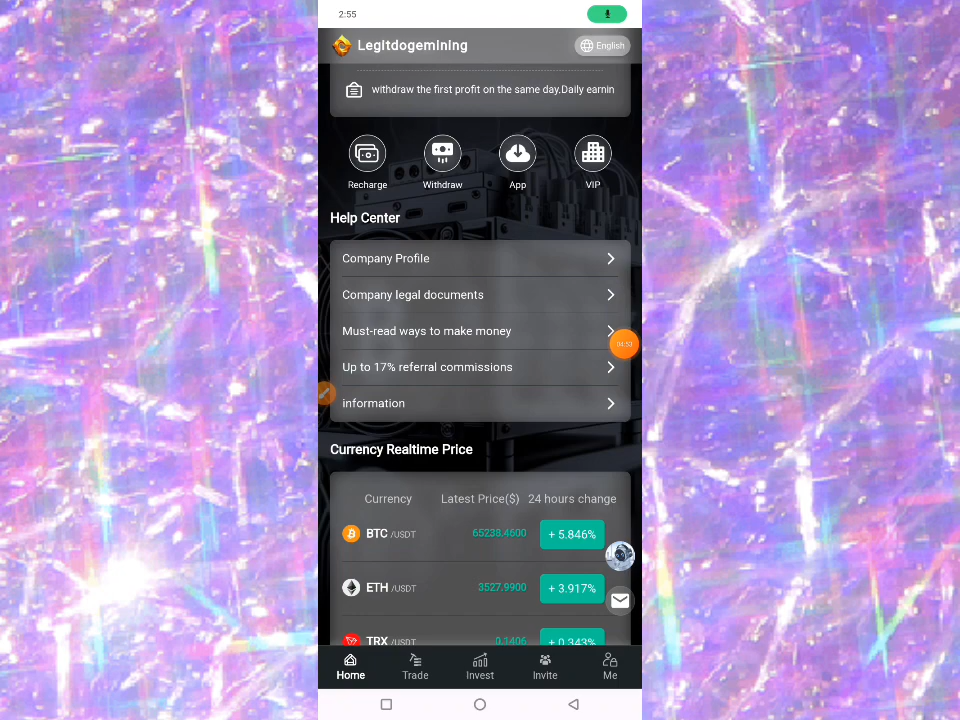 2:55
Legitdogemining
English
withdraw the first profit on the same day.Daily earnin
Recharge Withdraw App VIP
Help Center
Company Profile
Company legal documents
Must-read ways to make money
04:53
Up to 17% referral commissions
information
Currency Realtime Price
Currency Latest Price($) 24 hours change
BTC /USDT 65238.4600 + 5.846%
ETH /USDT 3527.9900 + 3.917%
TRX /USDT 0.1406 + 0.343%
Home Trade Invest Invite Me